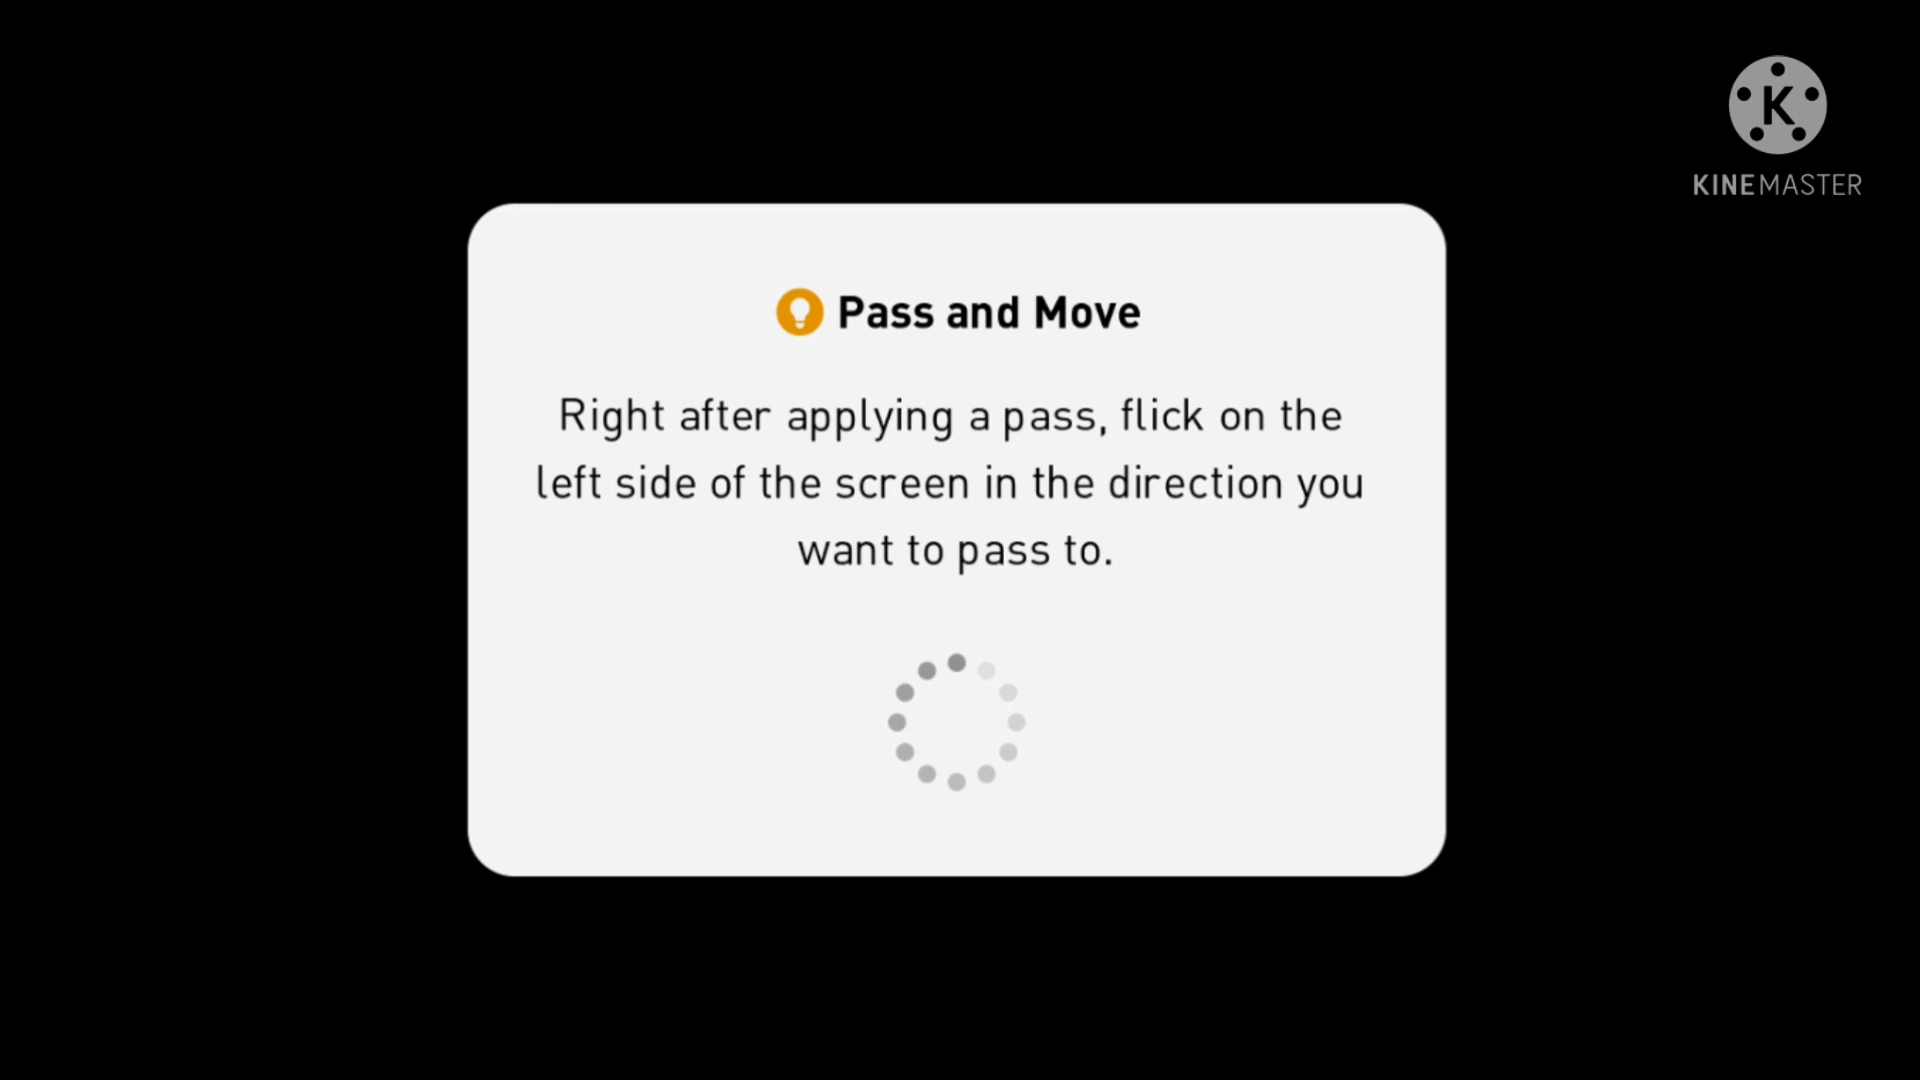 K
KINEMASTER
Pass and Move
Right after applying a pass, flick on the
left side of the screen in the direction you
want to pass to.